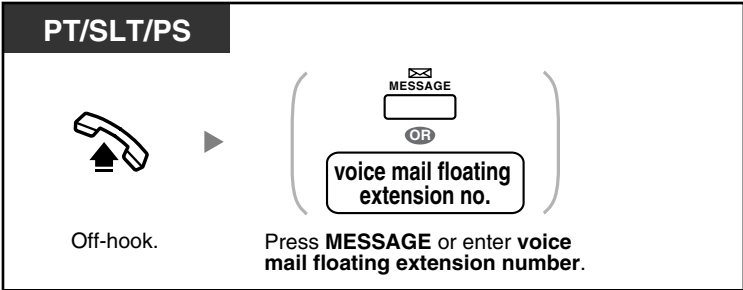 PT/SLT/PS
MESSAGE
OR
voice mail floating
extension no.
Off-hook.
Press MESSAGE or enter voice
mail floating extension number.